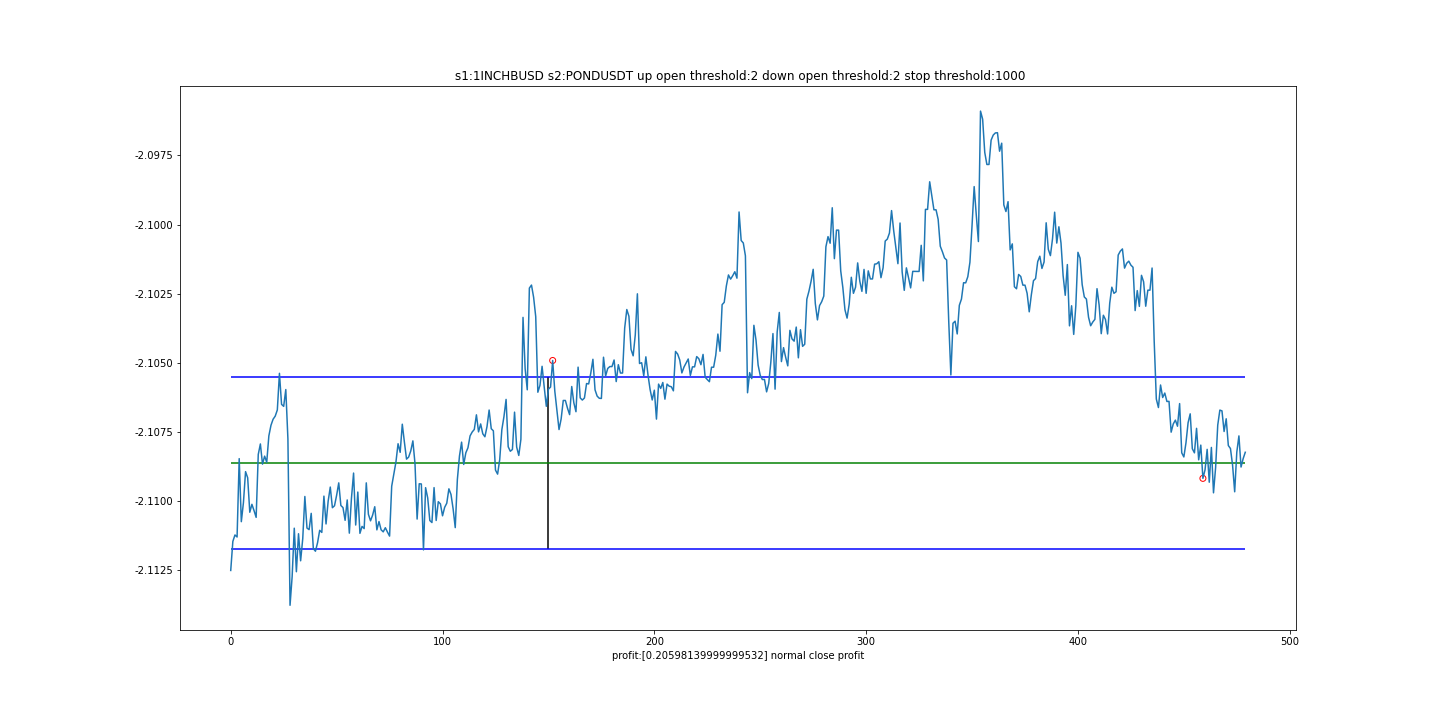 s1:1INCHBUSD s2:PONDUSDT up open threshold:2 down open threshold:2 stop threshold:1000
-2.0975
-2.1000
-2.1025
-2.1050
-2.1075
-2.1100
-2.1125
0 100 200 300 400 500
profit:[0.20598139999999532] normal close profit